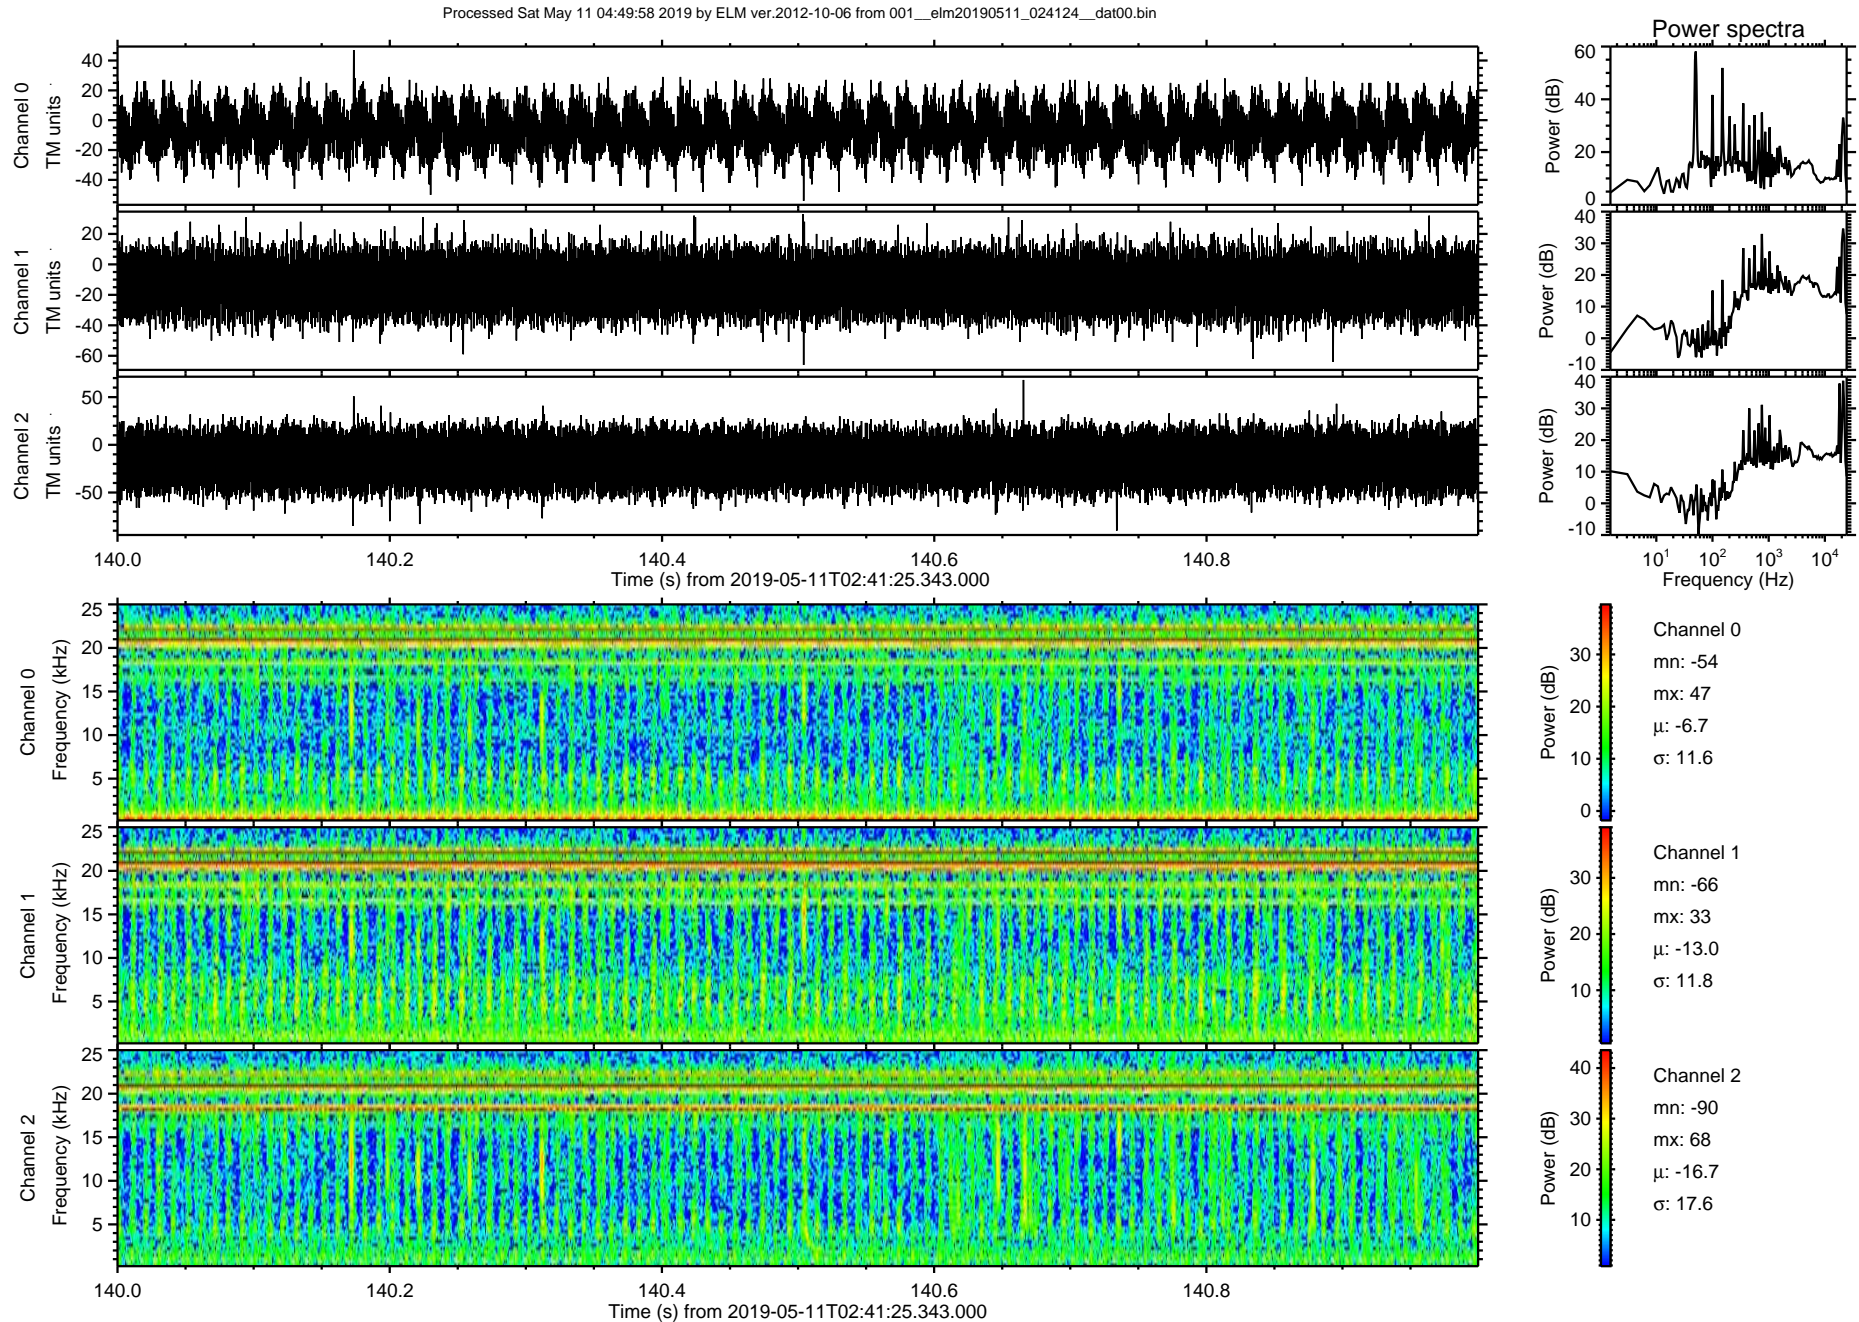 Processed Sat May 11 04:49:58 2019 by ELM ver.2012-10-06 from 001__elm20190511_024124__dat00.bin
Power spectra
Channel 0
TM units
40
20
0
-20
-40
Power (dB)
60
40
20
0
Channel 1
TM units
20
0
-20
-40
-60
Power (dB)
40
30
20
10
0
-10
Channel 2
TM units
50
0
-50
Power (dB)
40
30
20
10
0
-10
140.0 140.2 140.4 140.6 140.8
Time (s) from 2019-05-11T02:41:25.343.000
10¹ 10² 10³ 10⁴
Frequency (Hz)
Channel 0
Frequency (kHz)
25
20
15
10
5
Power (dB)
30
20
10
0
Channel 0
mn: -54
mx: 47
μ: -6.7
σ: 11.6
Channel 1
Frequency (kHz)
25
20
15
10
5
Power (dB)
30
20
10
Channel 1
mn: -66
mx: 33
μ: -13.0
σ: 11.8
Channel 2
Frequency (kHz)
25
20
15
10
5
Power (dB)
40
30
20
10
Channel 2
mn: -90
mx: 68
μ: -16.7
σ: 17.6
140.0 140.2 140.4 140.6 140.8
Time (s) from 2019-05-11T02:41:25.343.000